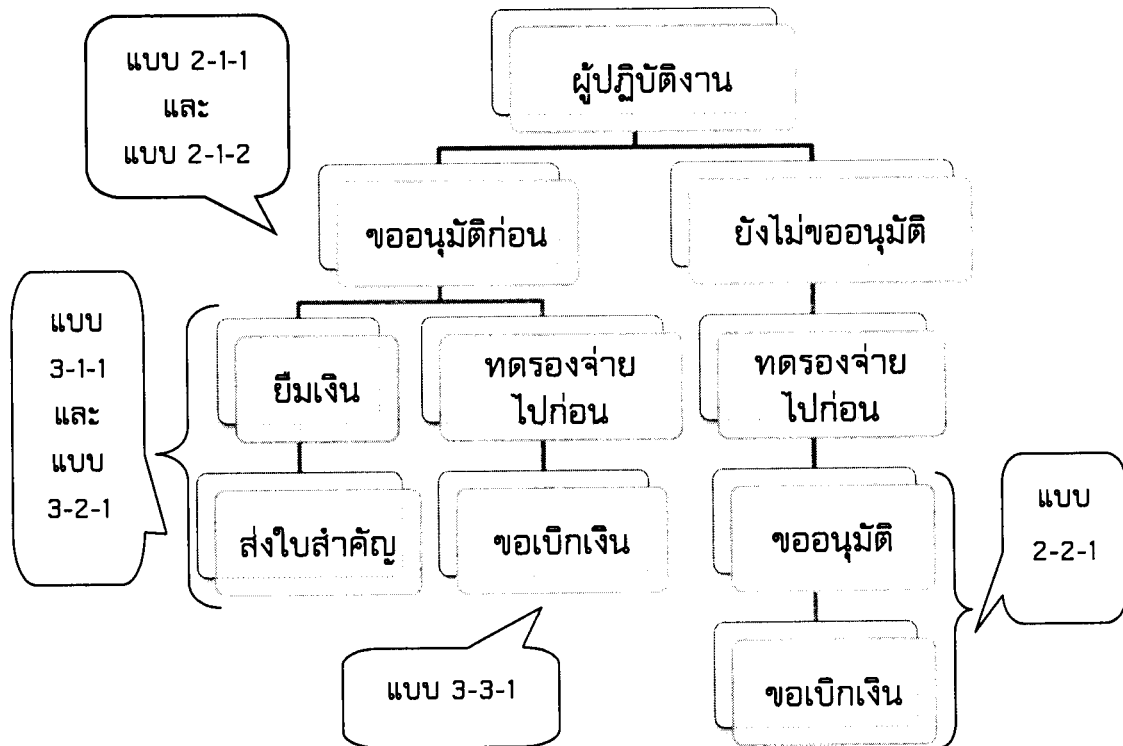 แบบ 2-1-1
และ
แบบ 2-1-2
ผู้ปฏิบัติงาน
ขออนุมัติก่อน
ยังไม่ขออนุมัติ
แบบ
3-1-1
และ
แบบ
3-2-1
ยืมเงิน
ทดรองจ่าย
ไปก่อน
ทดรองจ่าย
ไปก่อน
ส่งใบสำคัญ
ขอเบิกเงิน
ขออนุมัติ
แบบ
2-2-1
แบบ 3-3-1
ขอเบิกเงิน